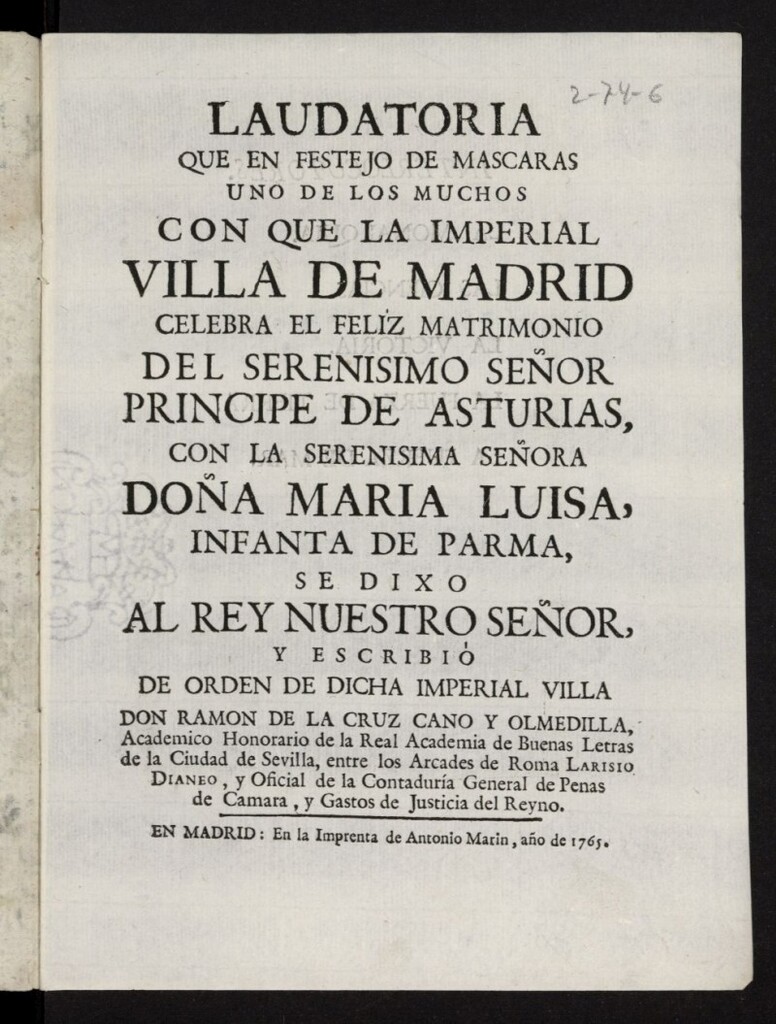 2-74-6
LAUDATORIA
QUE EN FESTEJO DE MASCARAS
UNO DE LOS MUCHOS
CON QUE LA IMPERIAL
VILLA DE MADRID
CELEBRA EL FELIZ MATRIMONIO
DEL SERENISIMO SEÑOR
PRINCIPE DE ASTURIAS,
CON LA SERENISIMA SEÑORA
DOÑA MARIA LUISA,
INFANTA DE PARMA,
SE DIXO
AL REY NUESTRO SEÑOR,
Y ESCRIBIÓ
DE ORDEN DE DICHA IMPERIAL VILLA
DON RAMON DE LA CRUZ CANO Y OLMEDILLA,
Academico Honorario de la Real Academia de Buenas Letras
de la Ciudad de Sevilla, entre los Arcades de Roma LARISIO
DIANEO, y Oficial de la Contaduría General de Penas
de Camara, y Gastos de Justicia del Reyno.
EN MADRID: En la Imprenta de Antonio Marin, año de 1765.